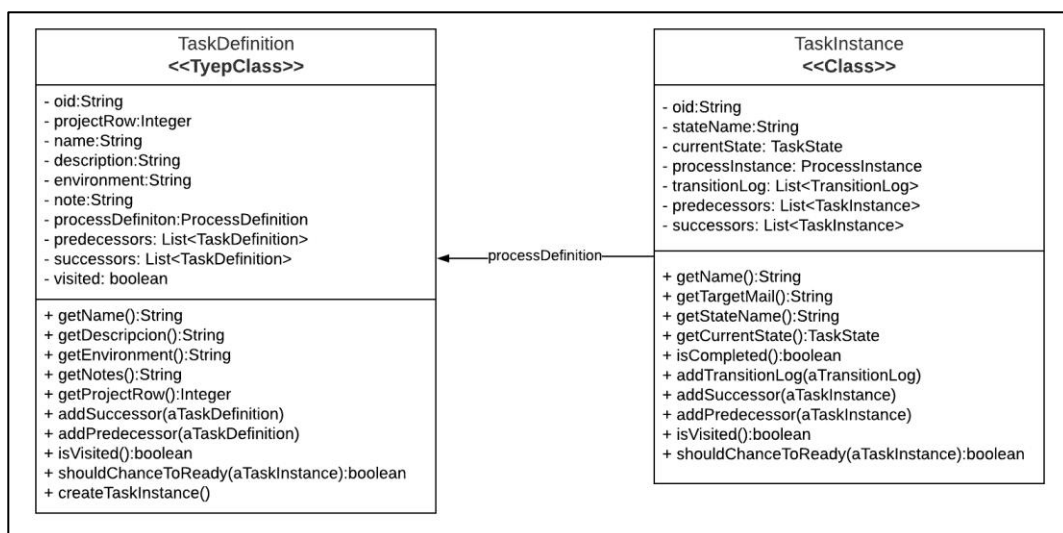 TaskDefinition
<<TyepClass>>
- oid:String
- projectRow:Integer
- name:String
- description:String
- environment:String
- note:String
- processDefiniton:ProcessDefinition
- predecessors: List<TaskDefinition>
- successors: List<TaskDefinition>
- visited: boolean
+ getName():String
+ getDescripcion():String
+ getEnvironment():String
+ getNotes():String
+ getProjectRow():Integer
+ addSuccessor(aTaskDefinition)
+ addPredecessor(aTaskDefinition)
+ isVisited():boolean
+ shouldChanceToReady(aTaskInstance):boolean
+ createTaskInstance()
processDefinition
TaskInstance
<<Class>>
- oid:String
- stateName:String
- currentState: TaskState
- processInstance: ProcessInstance
- transitionLog: List<TransitionLog>
- predecessors: List<TaskInstance>
- successors: List<TaskInstance>
+ getName():String
+ getTargetMail():String
+ getStateName():String
+ getCurrentState():TaskState
+ isCompleted():boolean
+ addTransitionLog(aTransitionLog)
+ addSuccessor(aTaskInstance)
+ addPredecessor(aTaskInstance)
+ isVisited():boolean
+ shouldChanceToReady(aTaskInstance):boolean